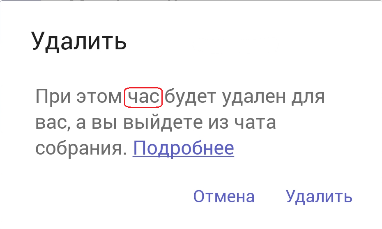 Удалить
При этом час будет удален для
вас, а вы выйдете из чата
собрания. Подробнее
Отмена Удалить